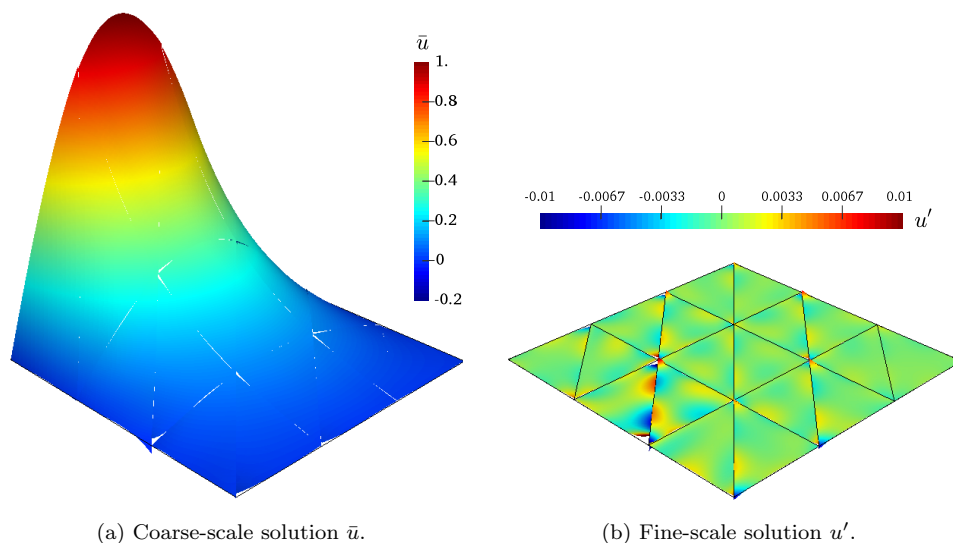 ū
1.
0.8
0.6
0.4
0.2
0
-0.2
-0.01 -0.0067 -0.0033 0 0.0033 0.0067 0.01
u′
(a) Coarse-scale solution ū.
(b) Fine-scale solution u′.